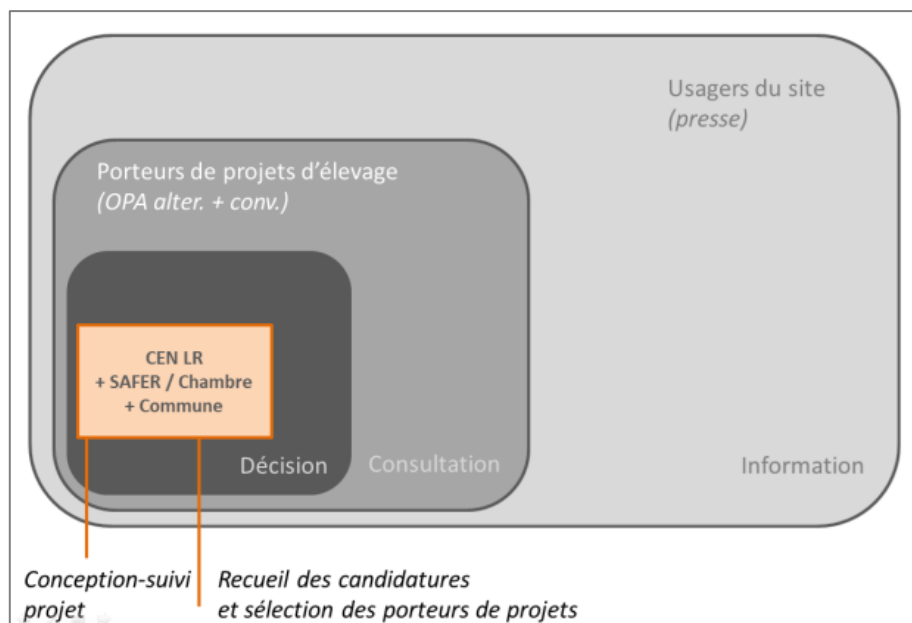 Usagers du site
(presse)
Porteurs de projets d'élevage
(OPA alter. + conv.)
CEN LR
+ SAFER / Chambre
+ Commune
Décision
Consultation
Information
Conception-suivi
projet
Recueil des candidatures
et sélection des porteurs de projets